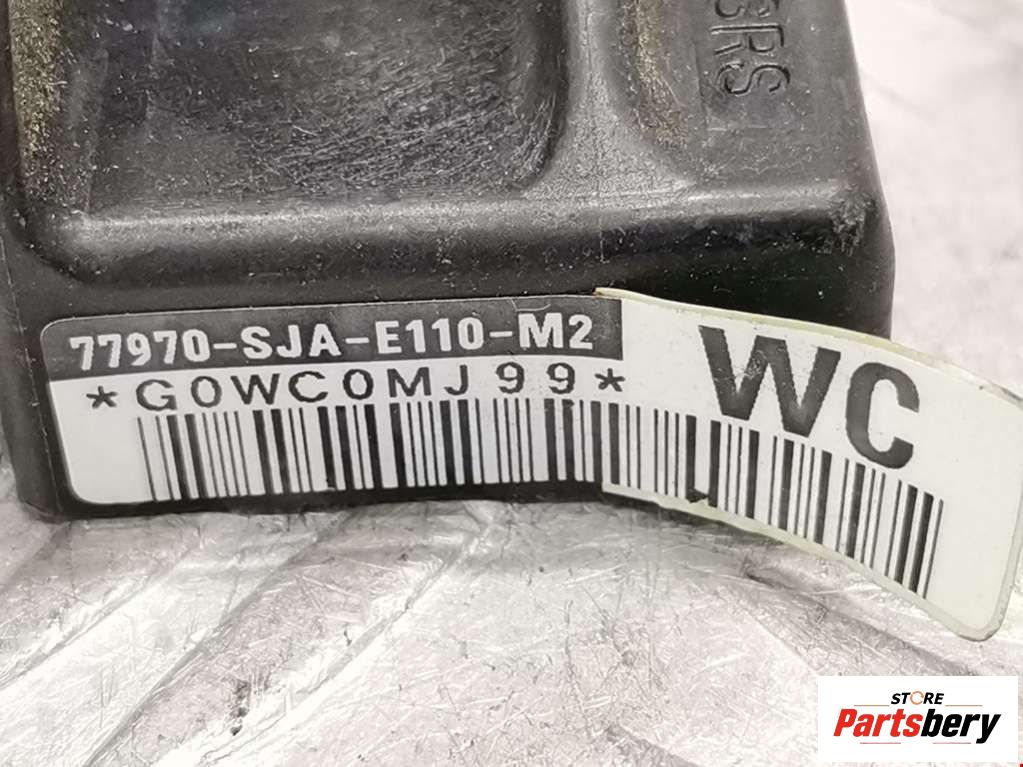 SRS
77970-SJA-E110-M2
*G0WC0MJ99*
WC
STORE
Partsbery